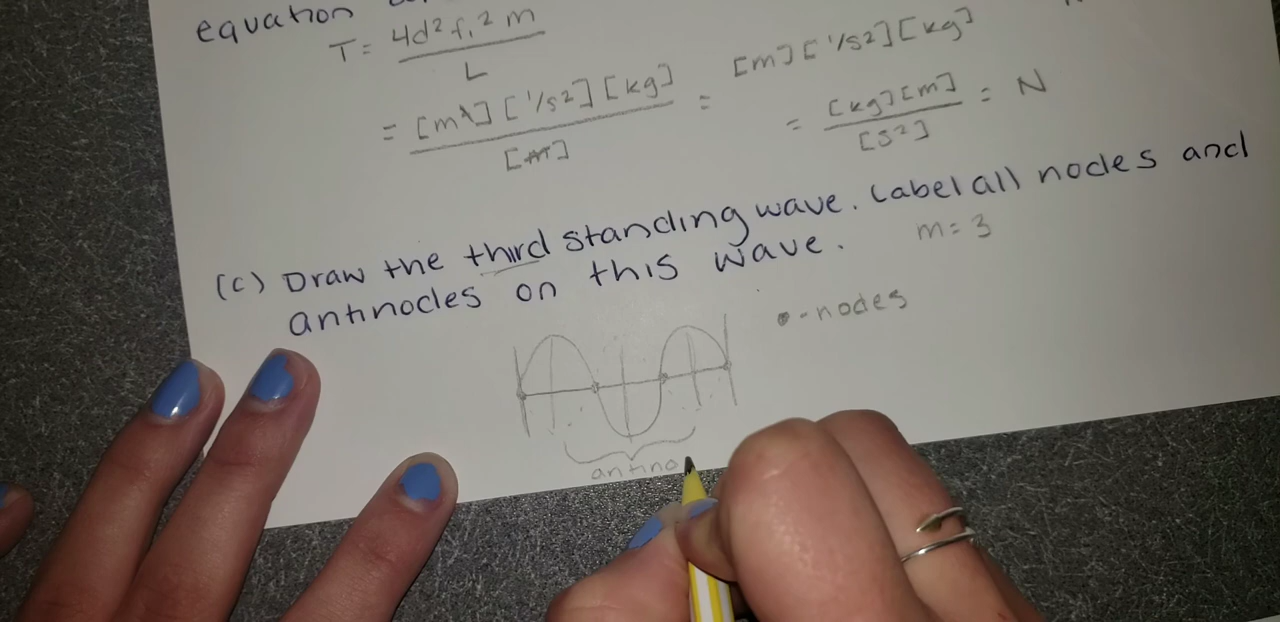 equation
T = 4d² f₁² m / L
= [m²] [1/s²] [kg] / [m] = [m] [1/s²] [kg]
= [kg] [m] / [s²] = N
(c) Draw the third standing wave. Label all nodes and
antinodes on this wave. m = 3
• - nodes
antino